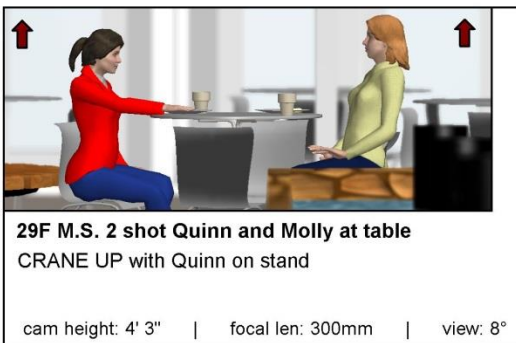 29F M.S. 2 shot Quinn and Molly at table
CRANE UP with Quinn on stand
cam height: 4' 3" | focal len: 300mm | view: 8°